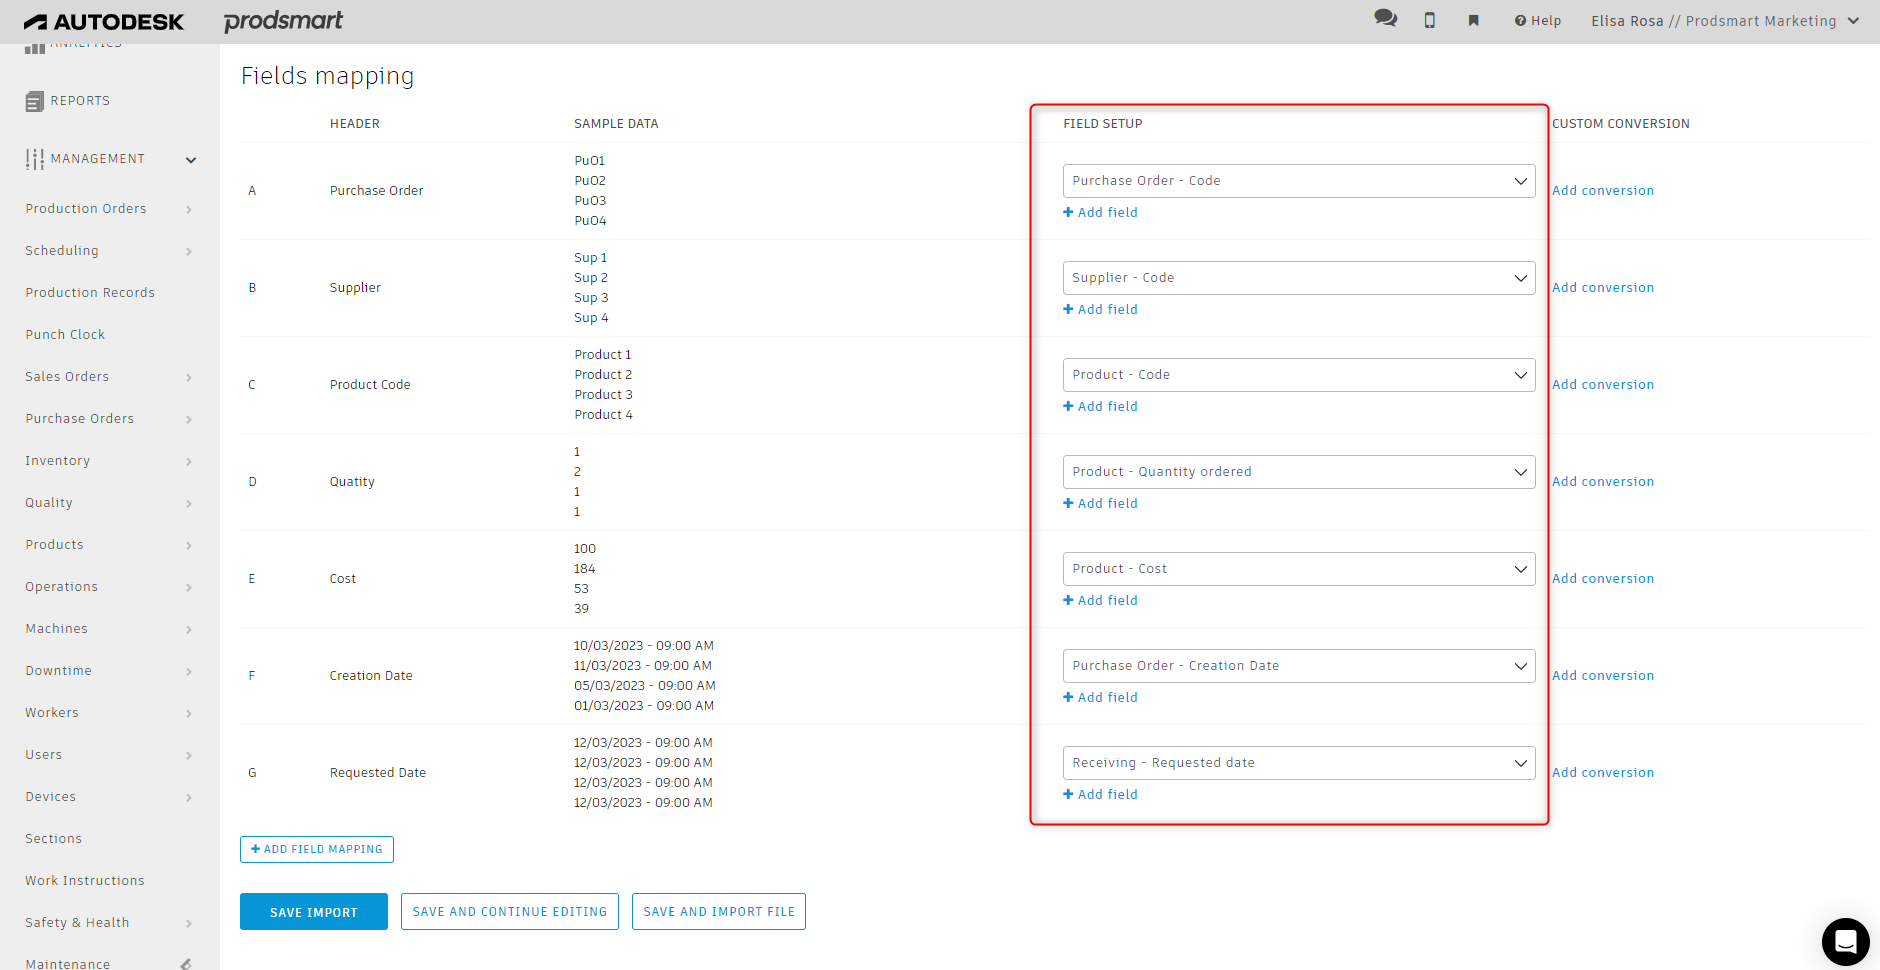 AUTODESK prodsmart Help Elisa Rosa // Prodsmart Marketing
ANALYTICS
REPORTS
MANAGEMENT
Production Orders
Scheduling
Production Records
Punch Clock
Sales Orders
Purchase Orders
Inventory
Quality
Products
Operations
Machines
Downtime
Workers
Users
Devices
Sections
Work Instructions
Safety & Health
Maintenance
Fields mapping
HEADER SAMPLE DATA FIELD SETUP CUSTOM CONVERSION
A Purchase Order
PuO1
PuO2
PuO3
PuO4
Purchase Order - Code
+ Add field
Add conversion
B Supplier
Sup 1
Sup 2
Sup 3
Sup 4
Supplier - Code
+ Add field
Add conversion
C Product Code
Product 1
Product 2
Product 3
Product 4
Product - Code
+ Add field
Add conversion
D Quatity
1
2
1
1
Product - Quantity ordered
+ Add field
Add conversion
E Cost
100
184
53
39
Product - Cost
+ Add field
Add conversion
F Creation Date
10/03/2023 - 09:00 AM
11/03/2023 - 09:00 AM
05/03/2023 - 09:00 AM
01/03/2023 - 09:00 AM
Purchase Order - Creation Date
+ Add field
Add conversion
G Requested Date
12/03/2023 - 09:00 AM
12/03/2023 - 09:00 AM
12/03/2023 - 09:00 AM
12/03/2023 - 09:00 AM
Receiving - Requested date
+ Add field
Add conversion
+ ADD FIELD MAPPING
SAVE IMPORT SAVE AND CONTINUE EDITING SAVE AND IMPORT FILE